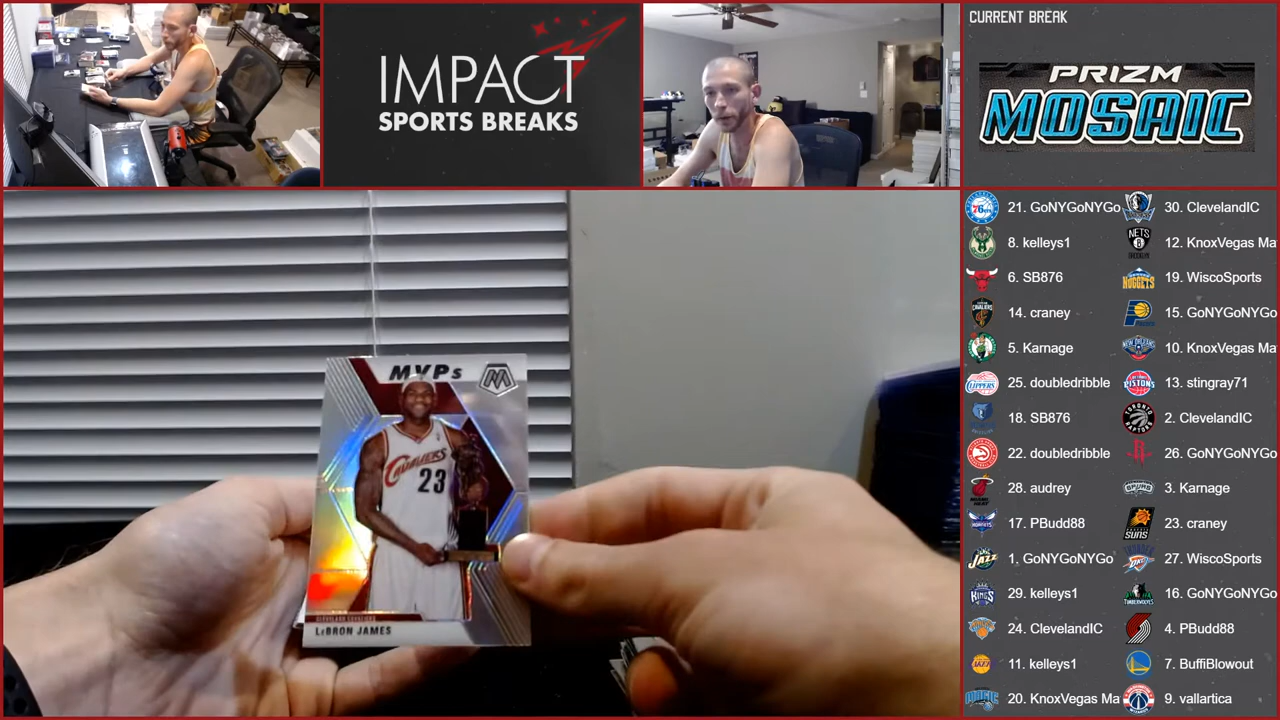 IMPACT
SPORTS BREAKS
CURRENT BREAK
PRIZM
MOSAIC
MVPs
M
CAVALIERS
23
CLEVELAND CAVALIERS
LeBRON JAMES
21. GoNYGoNYGo
30. ClevelandIC
8. kelleys1
12. KnoxVegas Ma
6. SB876
19. WiscoSports
14. craney
15. GoNYGoNYGo
5. Karnage
10. KnoxVegas Ma
25. doubledribble
13. stingray71
18. SB876
2. ClevelandIC
22. doubledribble
26. GoNYGoNYGo
28. audrey
3. Karnage
17. PBudd88
23. craney
1. GoNYGoNYGo
27. WiscoSports
29. kelleys1
16. GoNYGoNYGo
24. ClevelandIC
4. PBudd88
11. kelleys1
7. BuffiBlowout
20. KnoxVegas Ma
9. vallartica